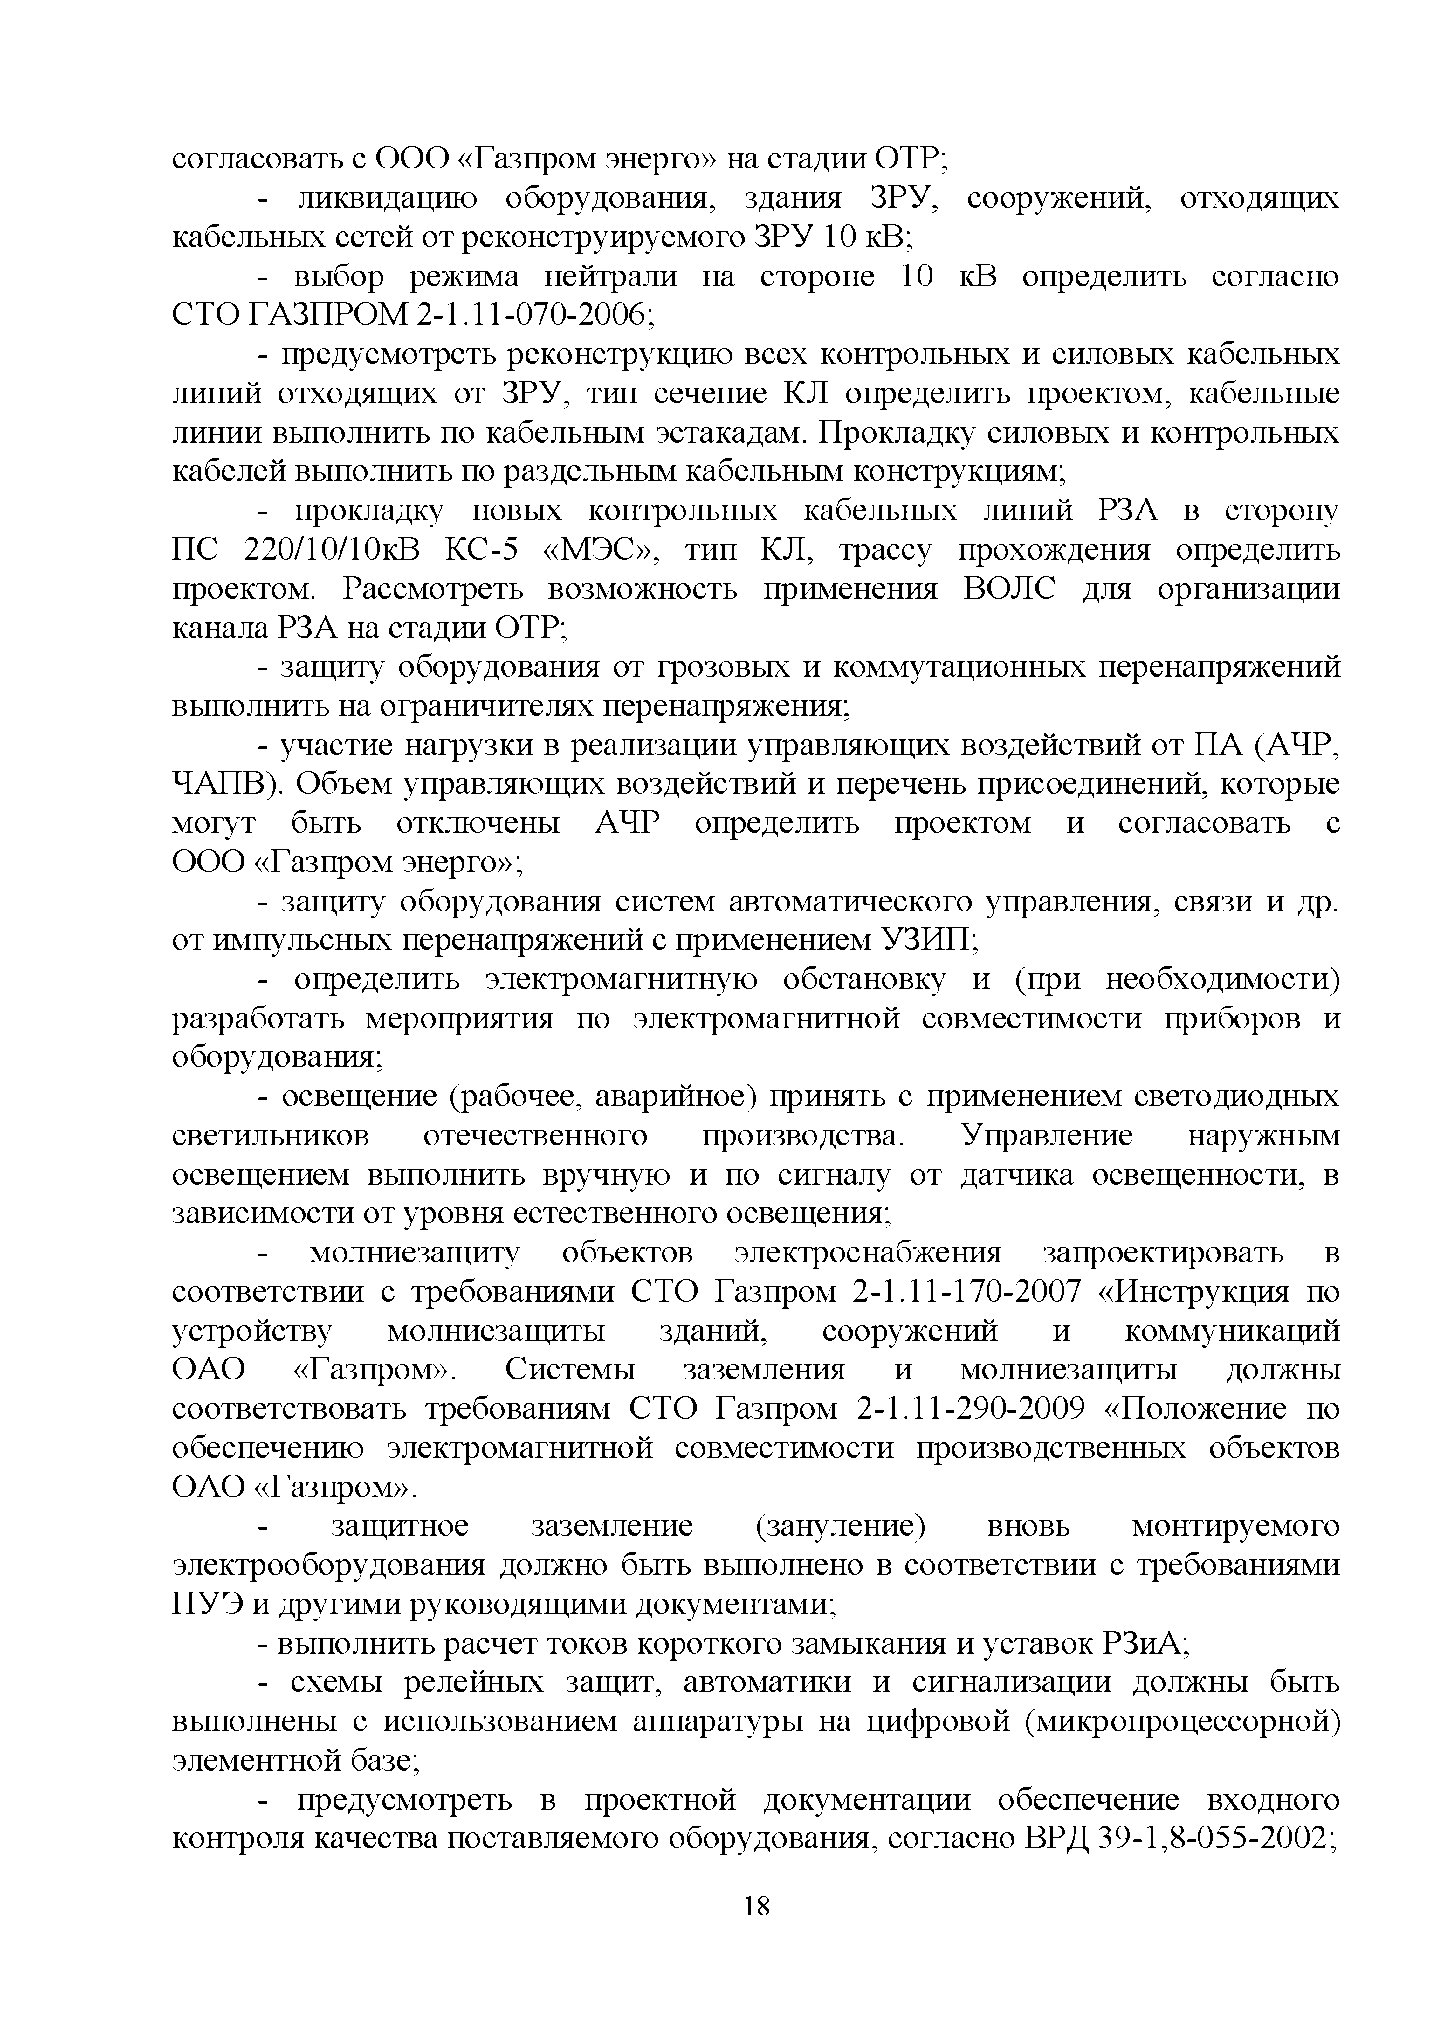 согласовать с ООО «Газпром энерго» на стадии ОТР;
- ликвидацию оборудования, здания ЗРУ, сооружений, отходящих
кабельных сетей от реконструируемого ЗРУ 10 кВ;
- выбор режима нейтрали на стороне 10 кВ определить согласно
СТО ГАЗПРОМ 2-1.11-070-2006;
- предусмотреть реконструкцию всех контрольных и силовых кабельных
линий отходящих от ЗРУ, тип сечение КЛ определить проектом, кабельные
линии выполнить по кабельным эстакадам. Прокладку силовых и контрольных
кабелей выполнить по раздельным кабельным конструкциям;
- прокладку новых контрольных кабельных линий РЗА в сторону
ПС 220/10/10кВ КС-5 «МЭС», тип КЛ, трассу прохождения определить
проектом. Рассмотреть возможность применения ВОЛС для организации
канала РЗА на стадии ОТР;
- защиту оборудования от грозовых и коммутационных перенапряжений
выполнить на ограничителях перенапряжения;
- участие нагрузки в реализации управляющих воздействий от ПА (АЧР,
ЧАПВ). Объем управляющих воздействий и перечень присоединений, которые
могут быть отключены АЧР определить проектом и согласовать с
ООО «Газпром энерго»;
- защиту оборудования систем автоматического управления, связи и др.
от импульсных перенапряжений с применением УЗИП;
- определить электромагнитную обстановку и (при необходимости)
разработать мероприятия по электромагнитной совместимости приборов и
оборудования;
- освещение (рабочее, аварийное) принять с применением светодиодных
светильников отечественного производства. Управление наружным
освещением выполнить вручную и по сигналу от датчика освещенности, в
зависимости от уровня естественного освещения;
- молниезащиту объектов электроснабжения запроектировать в
соответствии с требованиями СТО Газпром 2-1.11-170-2007 «Инструкция по
устройству молниезащиты зданий, сооружений и коммуникаций
ОАО «Газпром». Системы заземления и молниезащиты должны
соответствовать требованиям СТО Газпром 2-1.11-290-2009 «Положение по
обеспечению электромагнитной совместимости производственных объектов
ОАО «Газпром».
- защитное заземление (зануление) вновь монтируемого
электрооборудования должно быть выполнено в соответствии с требованиями
ПУЭ и другими руководящими документами;
- выполнить расчет токов короткого замыкания и уставок РЗиА;
- схемы релейных защит, автоматики и сигнализации должны быть
выполнены с использованием аппаратуры на цифровой (микропроцессорной)
элементной базе;
- предусмотреть в проектной документации обеспечение входного
контроля качества поставляемого оборудования, согласно ВРД 39-1,8-055-2002;
18